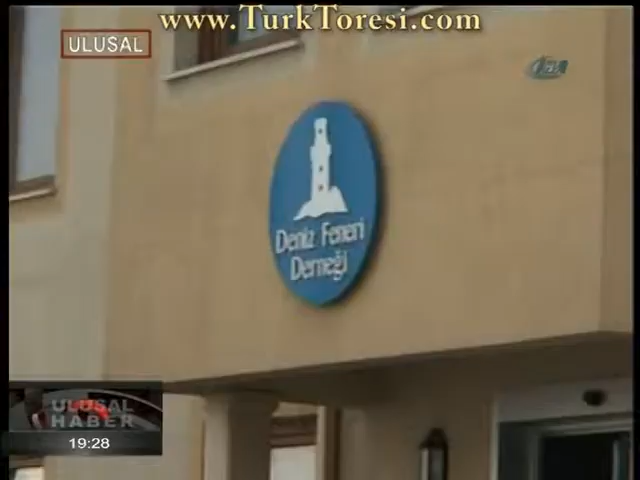 www.TurkToresi.com
ULUSAL
Deniz Feneri
Derneği
ULUSAL
HABER
19:28